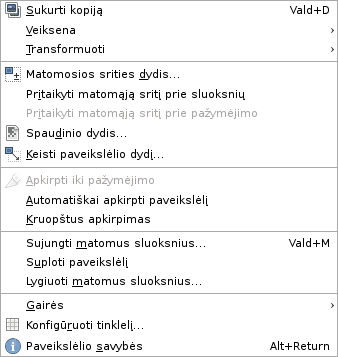 Sukurti kopiją Vald+D
Veiksena
Transformuoti
Matomosios srities dydis...
Pritaikyti matomąją sritį prie sluoksnių
Pritaikyti matomąją sritį prie pažymėjimo
Spaudinio dydis...
Keisti paveikslėlio dydį...
Apkirpti iki pažymėjimo
Automatiškai apkirpti paveikslėlį
Kruopštus apkirpimas
Sujungti matomus sluoksnius... Vald+M
Suploti paveikslėlį
Lygiuoti matomus sluoksnius...
Gairės
Konfigūruoti tinklelį...
Paveikslėlio savybės Alt+Return